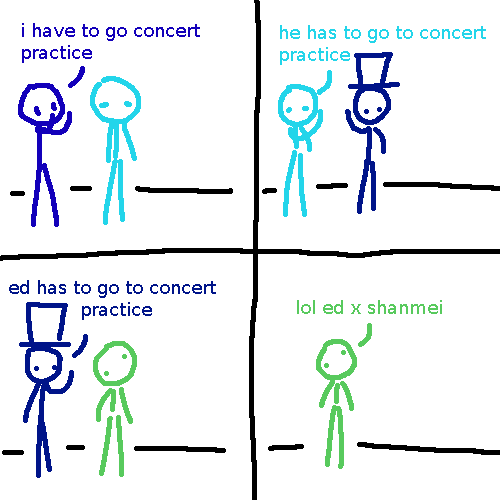 i have to go concert
practice
he has to go to concert
practice
ed has to go to concert
practice
lol ed x shanmei